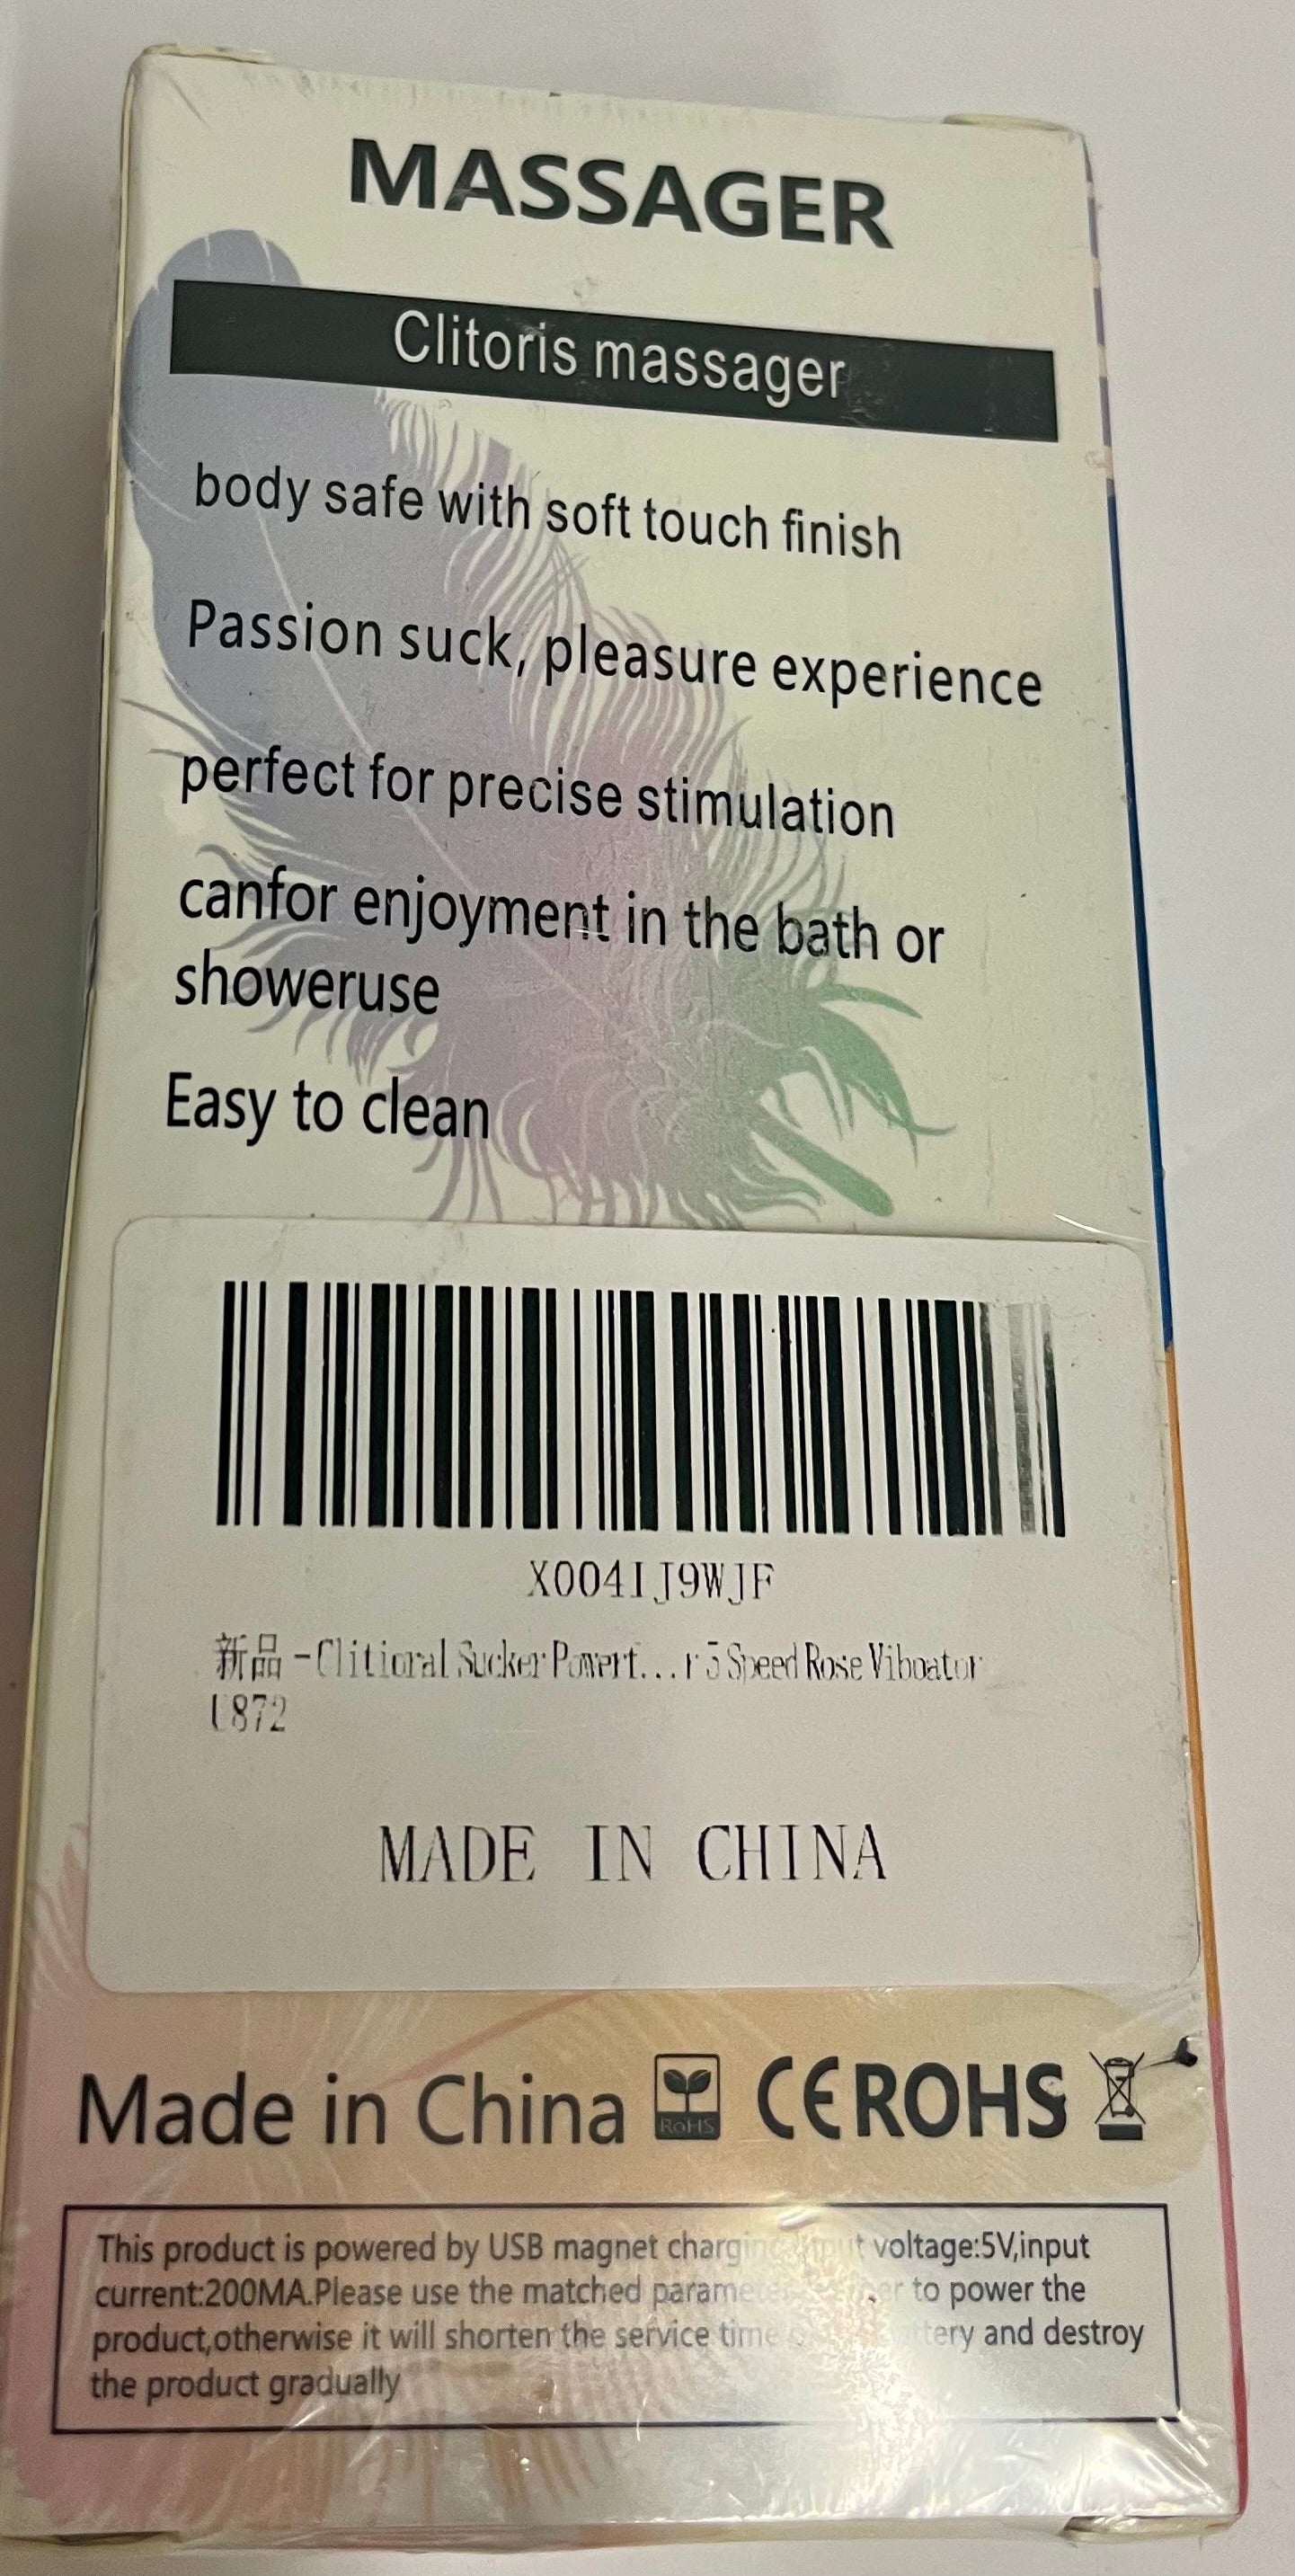 MASSAGER
Clitoris massager
body safe with soft touch finish
Passion suck, pleasure experience
perfect for precise stimulation
canfor enjoyment in the bath or
showeruse
Easy to clean
X004IJ9WJF
新品 -Clitioral Sucker Powert...r 5 Speed Rose Viboator
U872
MADE IN CHINA
Made in China RoHS CE ROHS
This product is powered by USB magnet charging input voltage:5V,input
current:200MA.Please use the matched to power the
product,otherwise it will shorten the service time and destroy
the product gradually